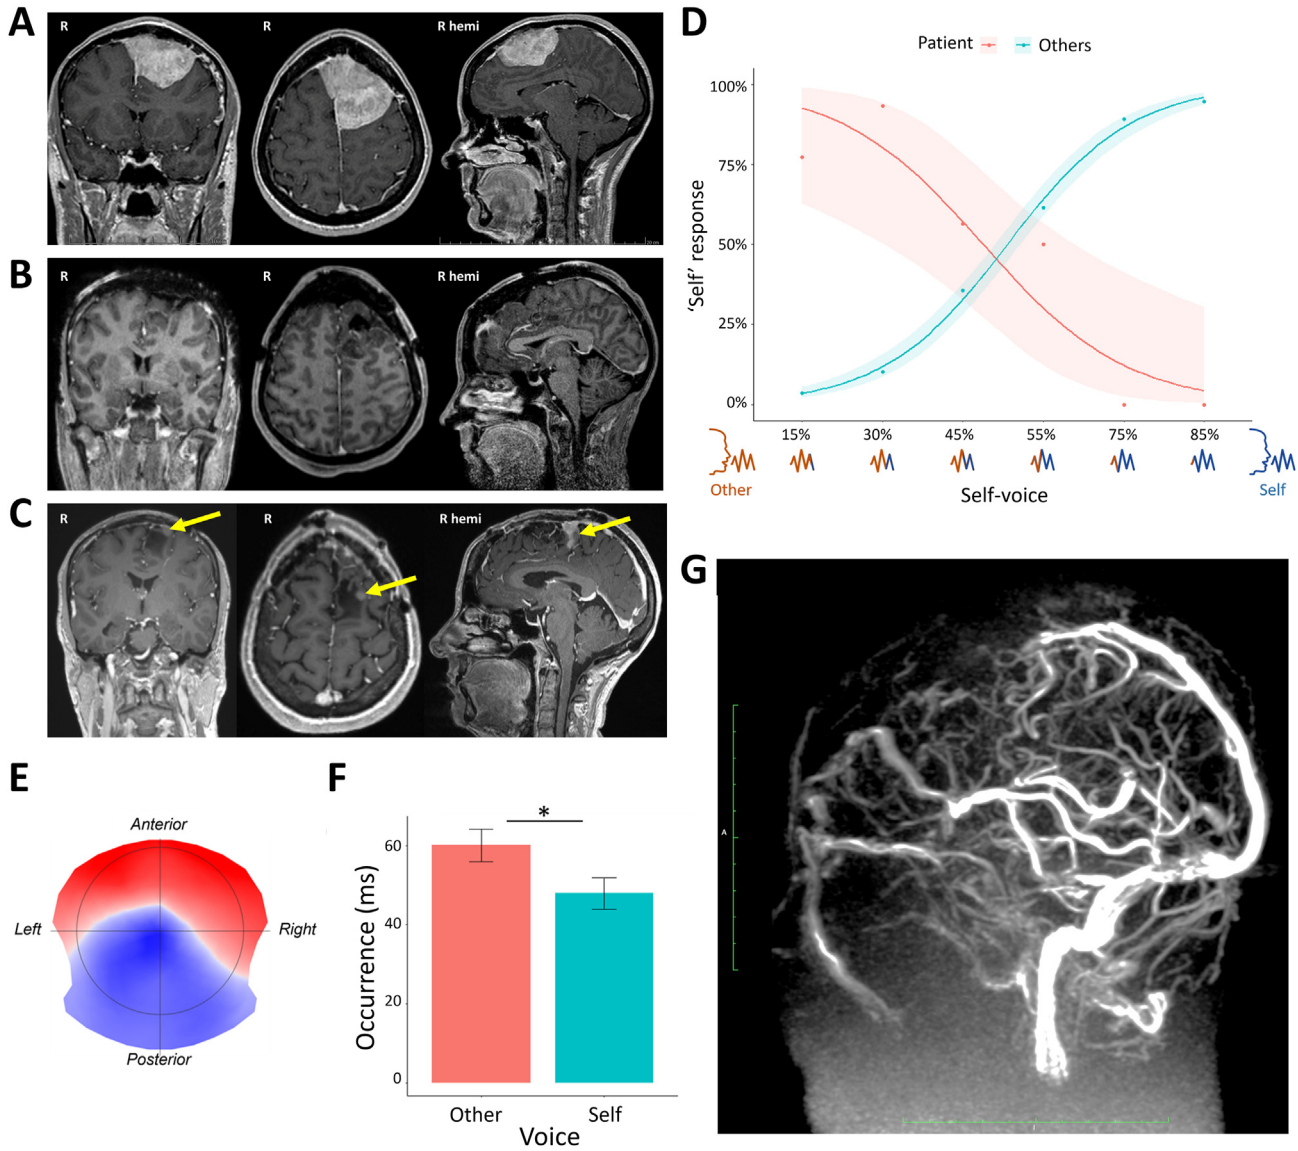 A
R
R
R hemi
B
R
R
R hemi
C
R
R
R hemi
D
Patient
Others
'Self' response
100%
75%
50%
25%
0%
15%
30%
45%
55%
75%
85%
Other
Self-voice
Self
E
Anterior
Left
Right
Posterior
F
*
Occurrence (ms)
60
40
20
0
Other
Self
Voice
G
A